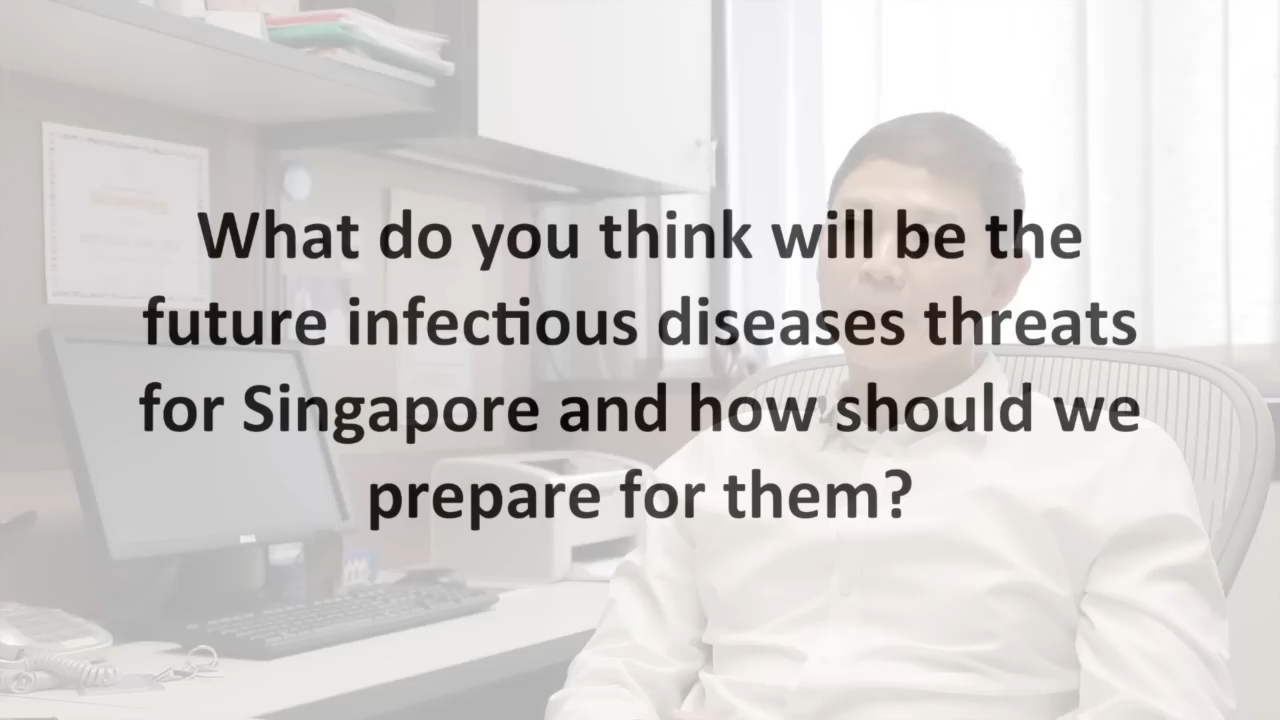 What do you think will be the
future infectious diseases threats
for Singapore and how should we
prepare for them?